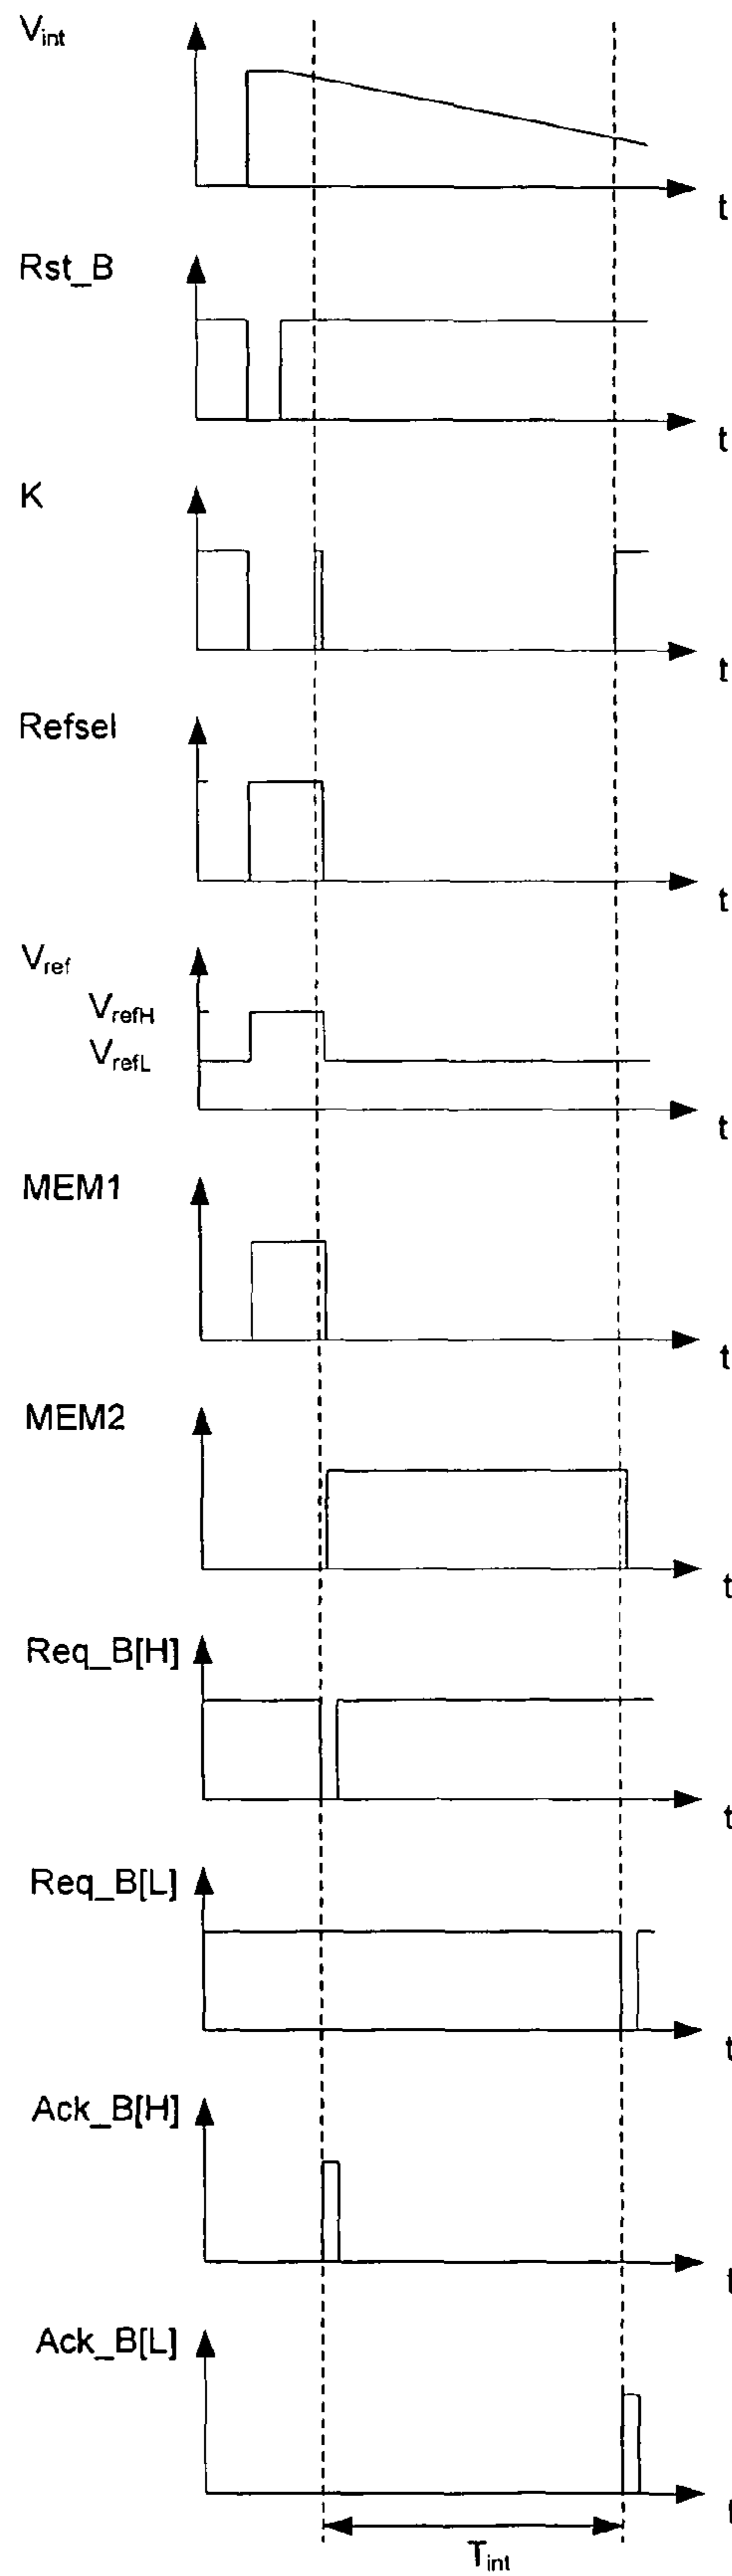 Vint
t
Rst_B
t
K
t
Refsel
t
Vref
VrefH
VrefL
t
MEM1
t
MEM2
t
Req_B[H]
t
Req_B[L]
t
Ack_B[H]
t
Ack_B[L]
t
Tint